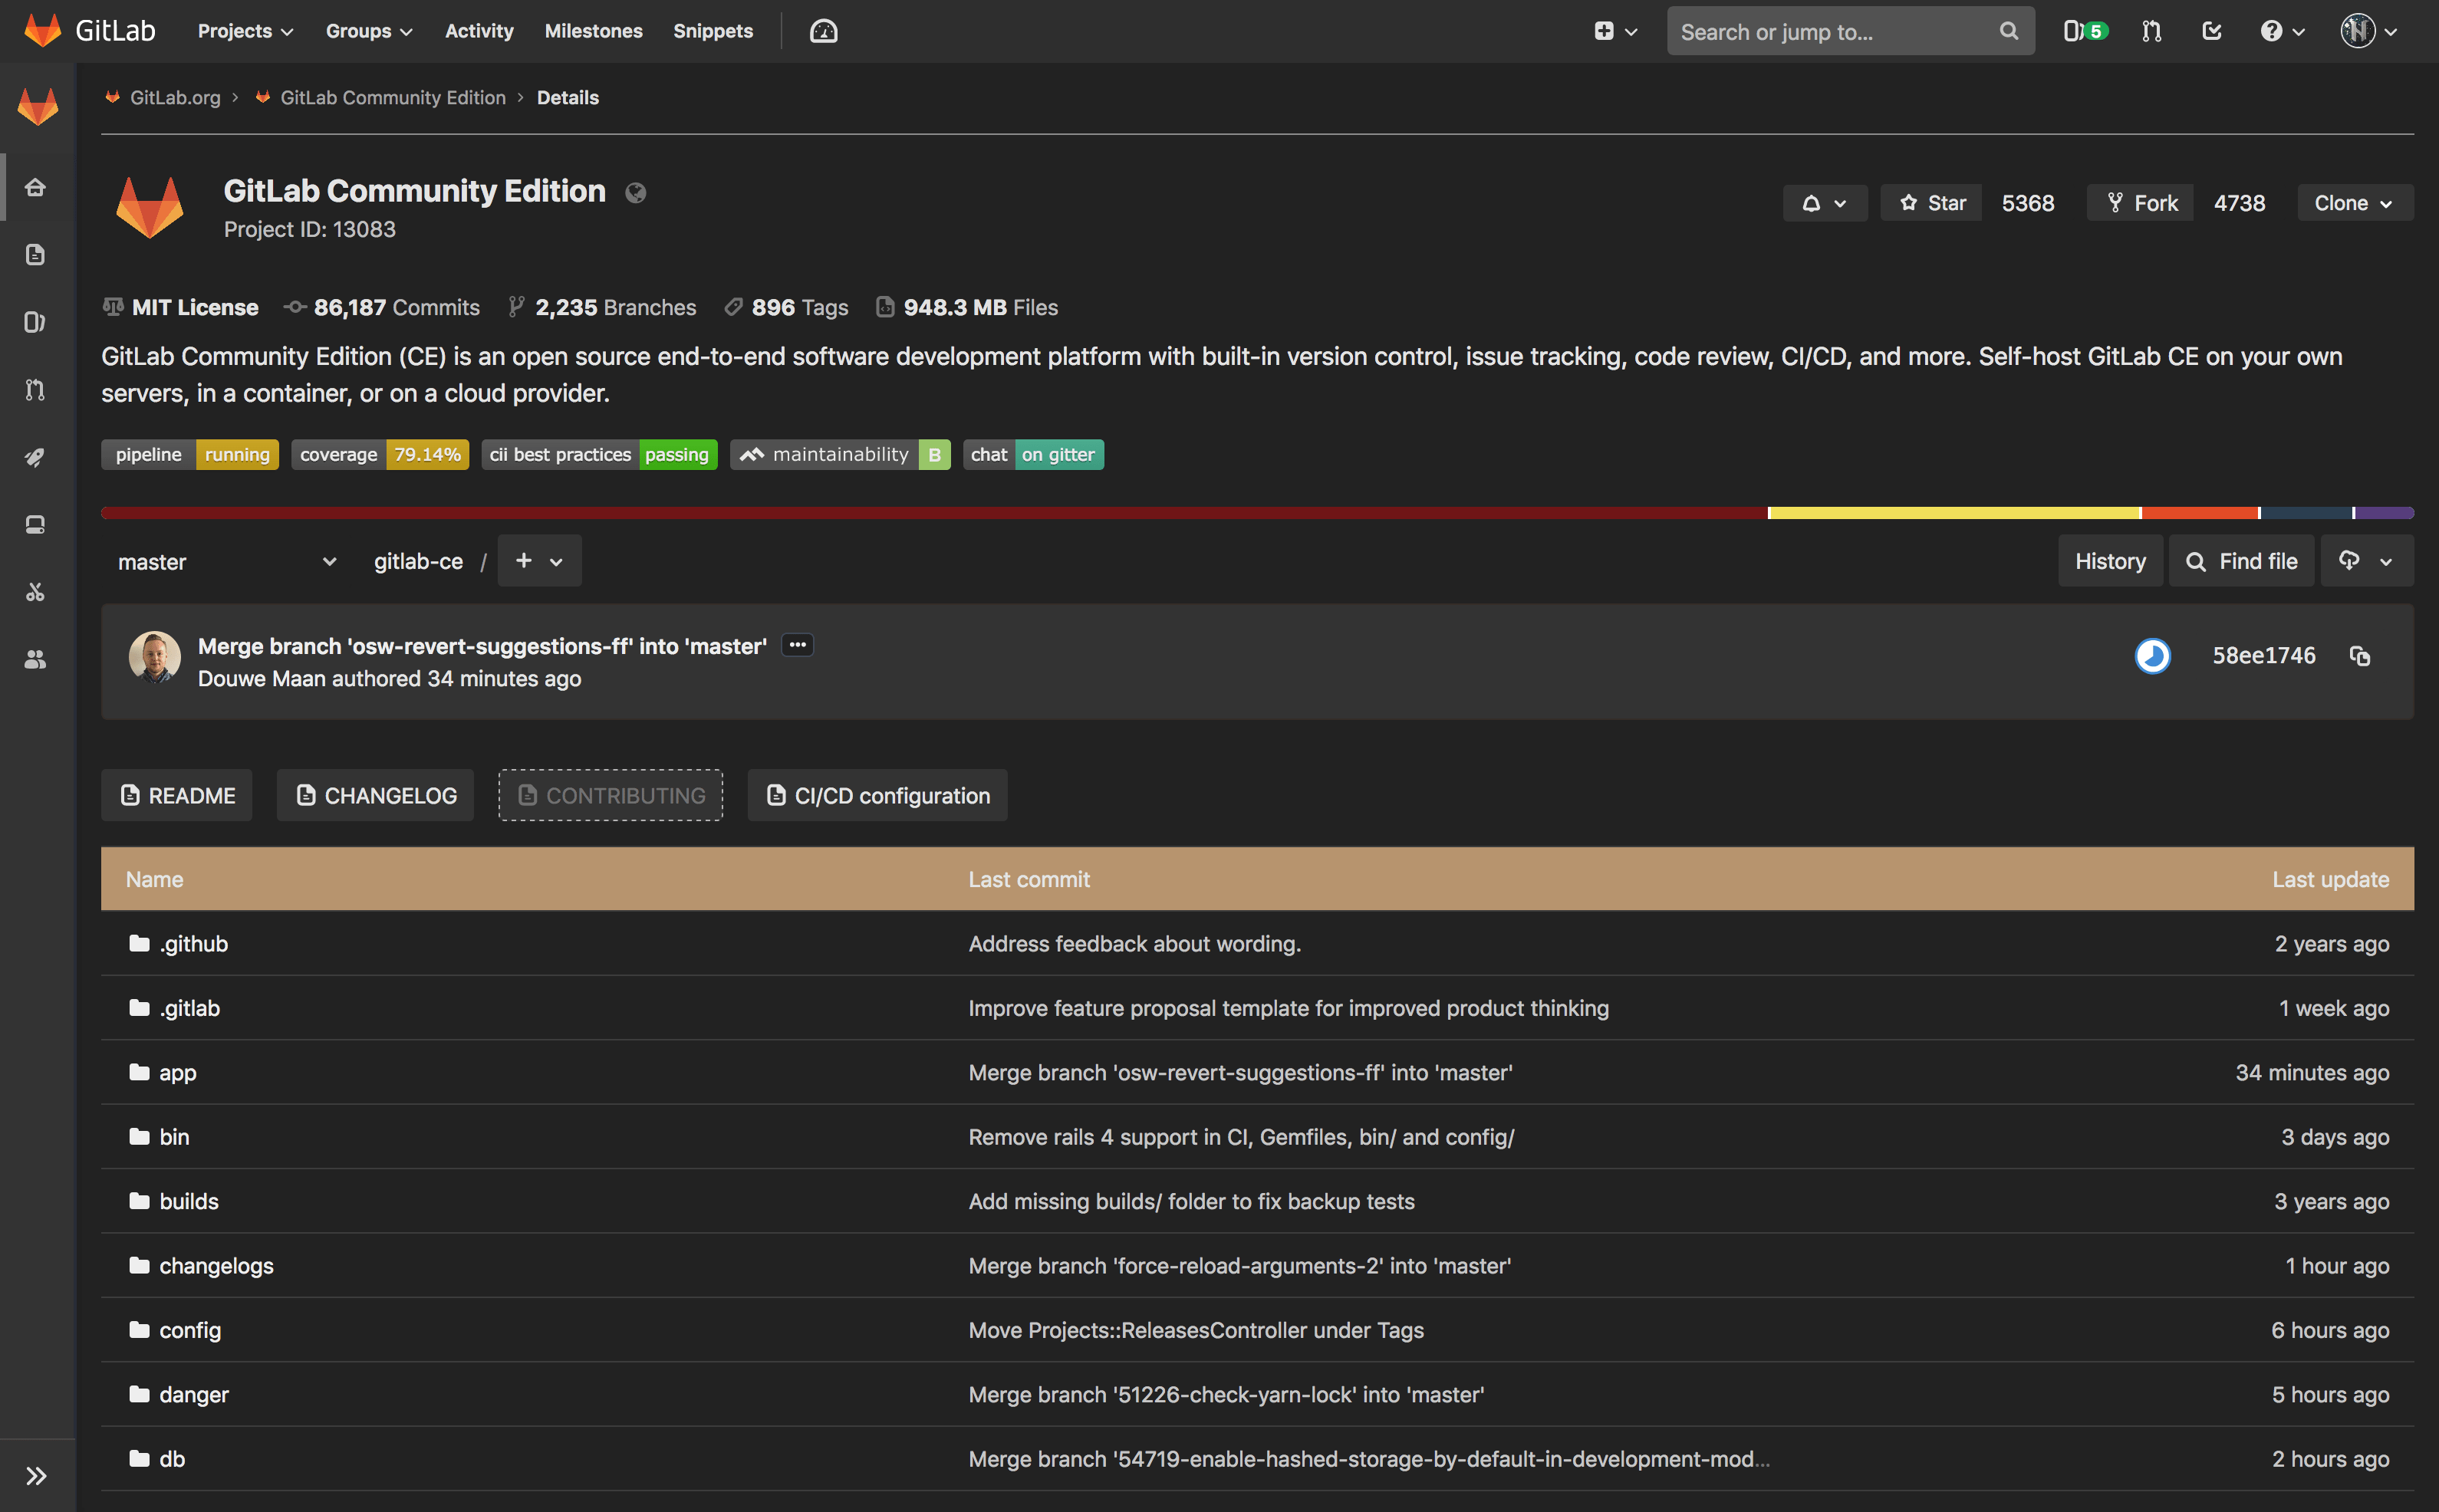 GitLab Projects Groups Activity Milestones Snippets Search or jump to... 5
GitLab.org GitLab Community Edition Details
GitLab Community Edition
Project ID: 13083
Star 5368 Fork 4738 Clone
MIT License 86,187 Commits 2,235 Branches 896 Tags 948.3 MB Files
GitLab Community Edition (CE) is an open source end-to-end software development platform with built-in version control, issue tracking, code review, CI/CD, and more. Self-host GitLab CE on your own
servers, in a container, or on a cloud provider.
pipeline running coverage 79.14% cii best practices passing maintainability B chat on gitter
master gitlab-ce / + History Find file
Merge branch 'osw-revert-suggestions-ff' into 'master'
Douwe Maan authored 34 minutes ago
58ee1746
README CHANGELOG CONTRIBUTING CI/CD configuration
Name Last commit Last update
.github Address feedback about wording. 2 years ago
.gitlab Improve feature proposal template for improved product thinking 1 week ago
app Merge branch 'osw-revert-suggestions-ff' into 'master' 34 minutes ago
bin Remove rails 4 support in CI, Gemfiles, bin/ and config/ 3 days ago
builds Add missing builds/ folder to fix backup tests 3 years ago
changelogs Merge branch 'force-reload-arguments-2' into 'master' 1 hour ago
config Move Projects::ReleasesController under Tags 6 hours ago
danger Merge branch '51226-check-yarn-lock' into 'master' 5 hours ago
db Merge branch '54719-enable-hashed-storage-by-default-in-development-mod... 2 hours ago